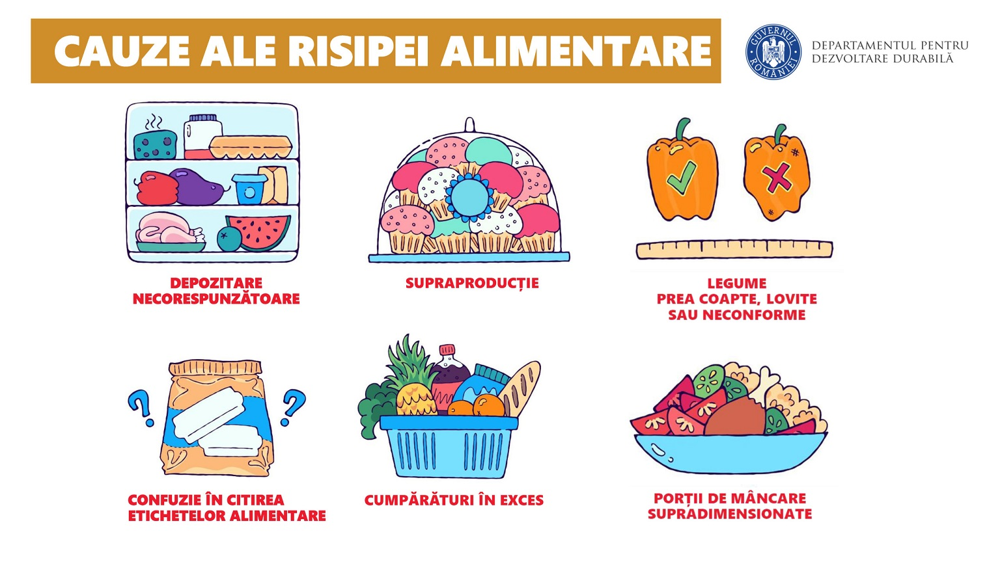 CAUZE ALE RISIPEI ALIMENTARE
GUVERNUL ROMÂNIEI
DEPARTAMENTUL PENTRU
DEZVOLTARE DURABILĂ
DEPOZITARE
NECORESPUNZĂTOARE
SUPRAPRODUCȚIE
LEGUME
PREA COAPTE, LOVITE
SAU NECONFORME
CONFUZIE ÎN CITIREA
ETICHETELOR ALIMENTARE
CUMPĂRĂTURI ÎN EXCES
PORȚII DE MÂNCARE
SUPRADIMENSIONATE